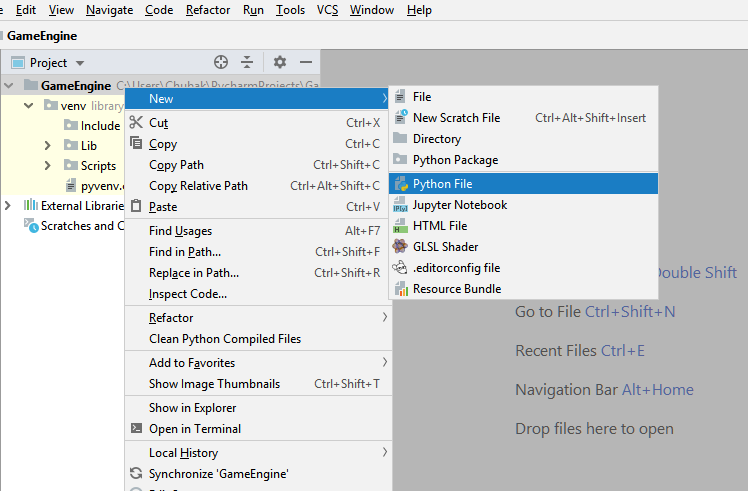 le Edit View Navigate Code Refactor Run Tools VCS Window Help
GameEngine
Project
GameEngine C:\Users\Chubak\PycharmProjects\Ga
venv library
Include
Lib
Scripts
pyvenv.c
External Librarie
Scratches and C
New
Cut Ctrl+X
Copy Ctrl+C
Copy Path Ctrl+Shift+C
Copy Relative Path Ctrl+Alt+Shift+C
Paste Ctrl+V
Find Usages Alt+F7
Find in Path... Ctrl+Shift+F
Replace in Path... Ctrl+Shift+R
Inspect Code...
Refactor
Clean Python Compiled Files
Add to Favorites
Show Image Thumbnails Ctrl+Shift+T
Show in Explorer
Open in Terminal
Local History
Synchronize 'GameEngine'
File
New Scratch File Ctrl+Alt+Shift+Insert
Directory
Python Package
Python File
Jupyter Notebook
HTML File
GLSL Shader
.editorconfig file
Resource Bundle
Double Shift
Go to File Ctrl+Shift+N
Recent Files Ctrl+E
Navigation Bar Alt+Home
Drop files here to open